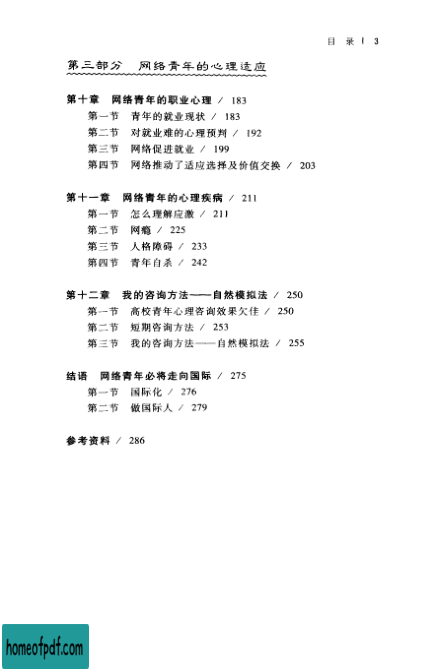 目 录 | 3
第三部分 网络青年的心理适应
第十章 网络青年的职业心理 / 183
第一节 青年的就业现状 / 183
第二节 对就业难的心理预判 / 192
第三节 网络促进就业 / 199
第四节 网络推动了适应选择及价值交换 / 203
第十一章 网络青年的心理疾病 / 211
第一节 怎么理解应激 / 211
第二节 网瘾 / 225
第三节 人格障碍 / 233
第四节 青年自杀 / 242
第十二章 我的咨询方法——自然模拟法 / 250
第一节 高校青年心理咨询效果欠佳 / 250
第二节 短期咨询方法 / 253
第三节 我的咨询方法——自然模拟法 / 255
结语 网络青年必将走向国际 / 275
第一节 国际化 / 276
第二节 做国际人 / 279
参考资料 / 286
homeofpdf.com